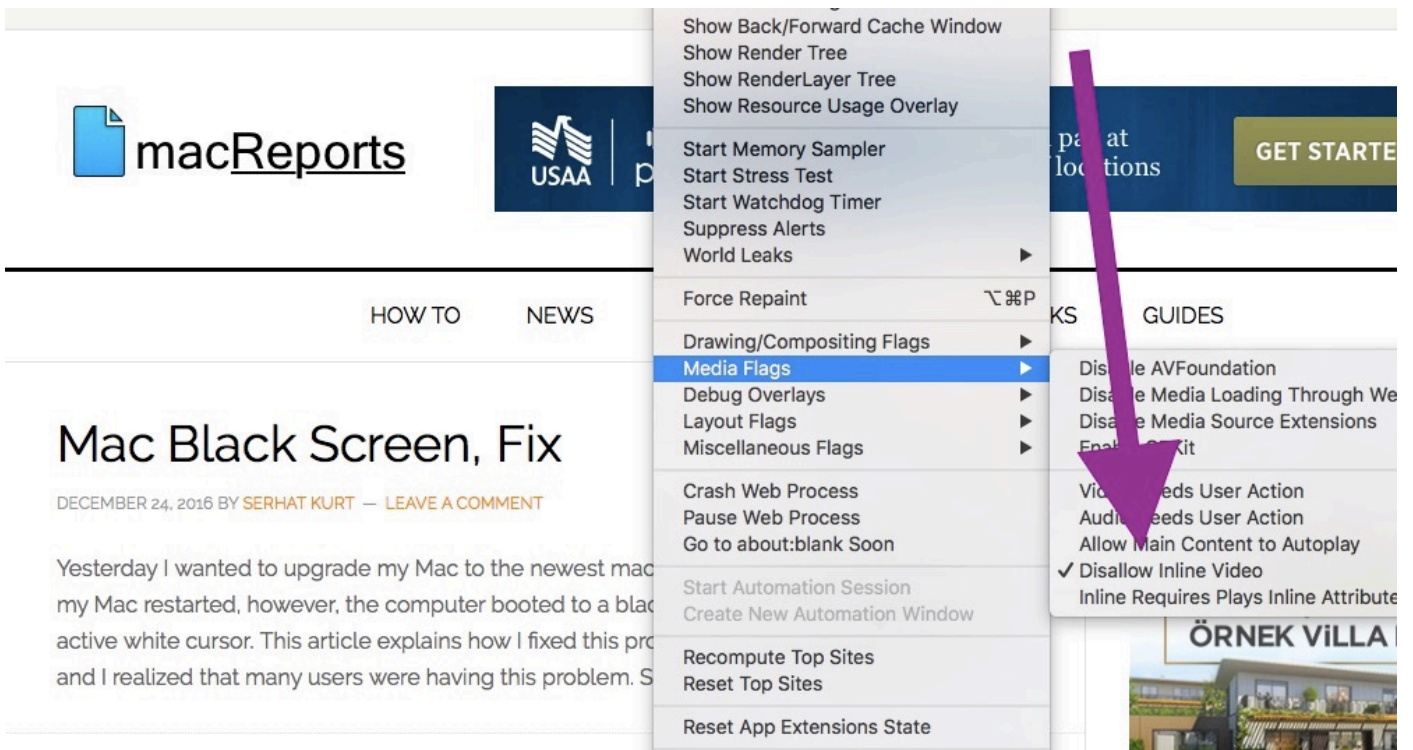 Show Back/Forward Cache Window
Show Render Tree
Show RenderLayer Tree
Show Resource Usage Overlay
macReports
USAA
at
locations
GET STARTE
Start Memory Sampler
Start Stress Test
Start Watchdog Timer
Suppress Alerts
World Leaks
Force Repaint ⌥⌘P
HOW TO NEWS KS GUIDES
Drawing/Compositing Flags
Media Flags
Debug Overlays
Layout Flags
Miscellaneous Flags
Disable AVFoundation
Disable Media Loading Through We
Disable Media Source Extensions
Video Needs User Action
Audio Needs User Action
Allow Main Content to Autoplay
✓ Disallow Inline Video
Inline Requires Plays Inline Attribute
Crash Web Process
Pause Web Process
Go to about:blank Soon
Start Automation Session
Create New Automation Window
Recompute Top Sites
Reset Top Sites
Reset App Extensions State
Mac Black Screen, Fix
DECEMBER 24, 2016 BY SERHAT KURT — LEAVE A COMMENT
Yesterday I wanted to upgrade my Mac to the newest mac
my Mac restarted, however, the computer booted to a blac
active white cursor. This article explains how I fixed this pro
and I realized that many users were having this problem. S
ÖRNEK ViLLA